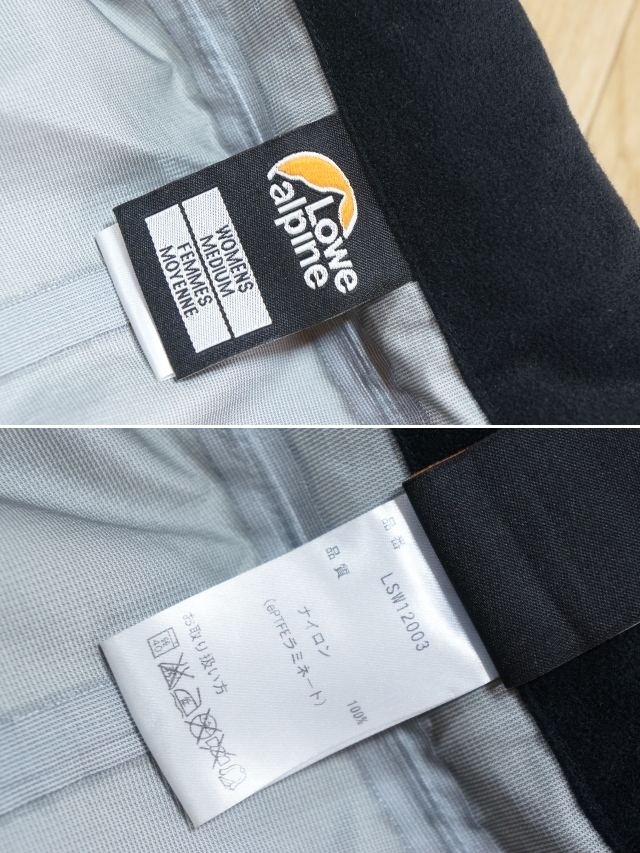 Lowe
alpine
WOMENS
MEDIUM
FEMMES
MOYENNE
品番 LSW12003
品質
ナイロン 100%
(ePTFEラミネート)
お取り扱い方